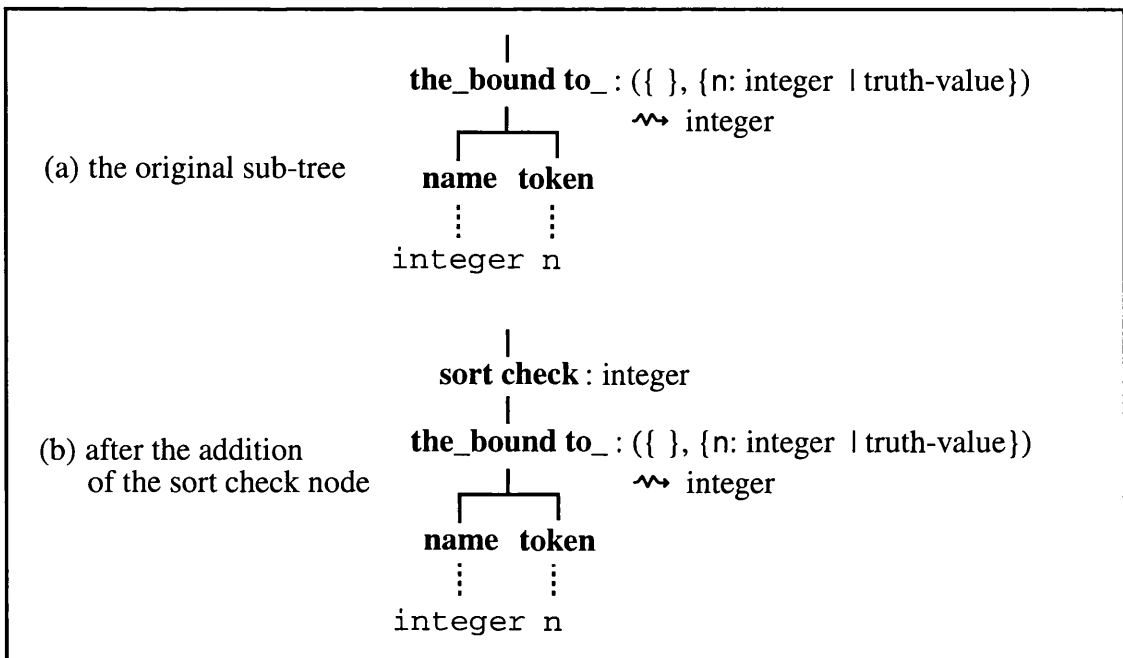 the_bound to_ : ({ }, {n: integer | truth-value})
⇝ integer
(a) the original sub-tree
name token
integer n
sort check : integer
the_bound to_ : ({ }, {n: integer | truth-value})
(b) after the addition
of the sort check node
⇝ integer
name token
integer n